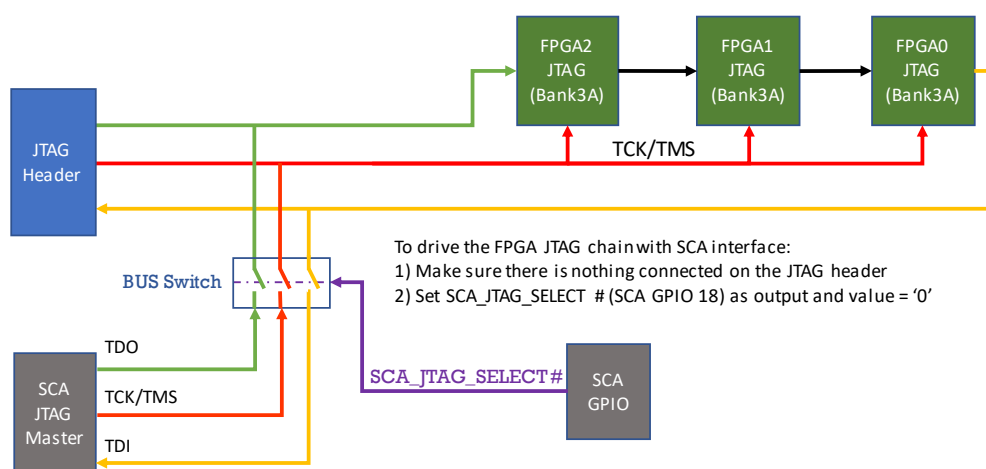 FPGA2
JTAG
(Bank3A)
FPGA1
JTAG
(Bank3A)
FPGA0
JTAG
(Bank3A)
JTAG
Header
TCK/TMS
To drive the FPGA JTAG chain with SCA interface:
1) Make sure there is nothing connected on the JTAG header
2) Set SCA_JTAG_SELECT # (SCA GPIO 18) as output and value = ‘0’
BUS Switch
TDO
SCA_JTAG_SELECT#
SCA
GPIO
SCA
JTAG
Master
TCK/TMS
TDI